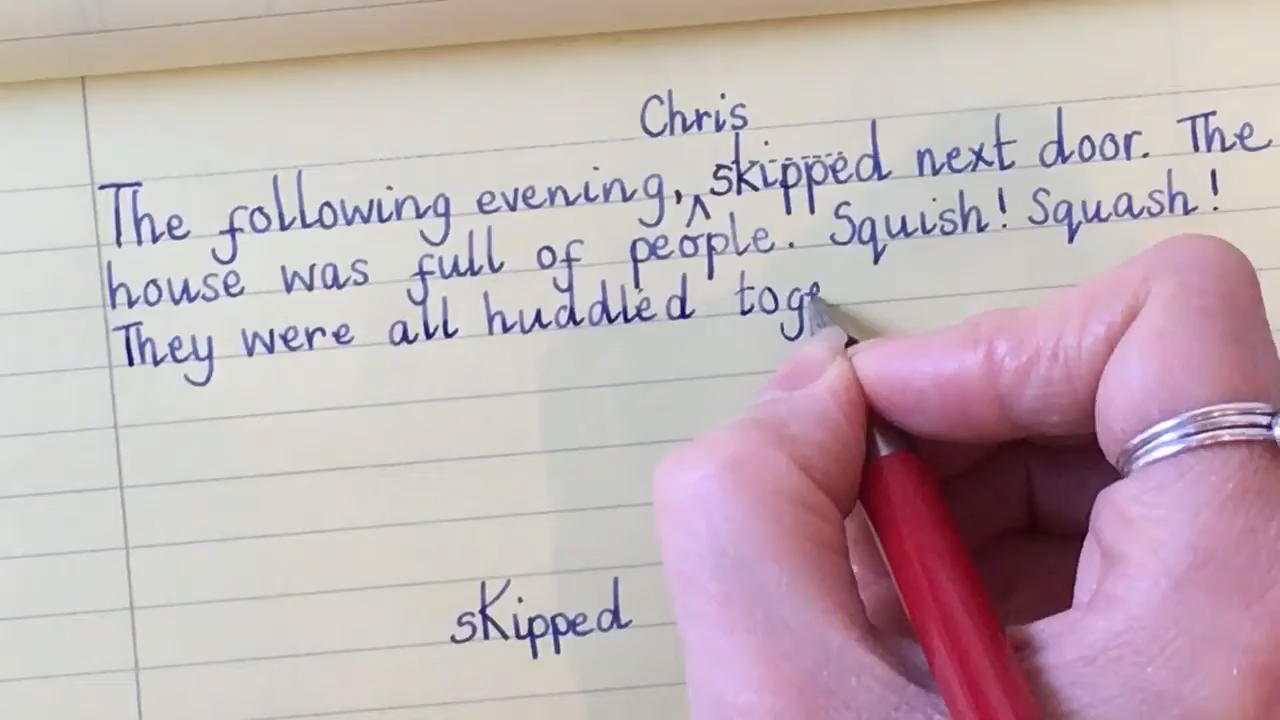 Chris
The following evening, ^ skipped next door. The
house was full of people. Squish! Squash!
They were all huddled toge
skipped